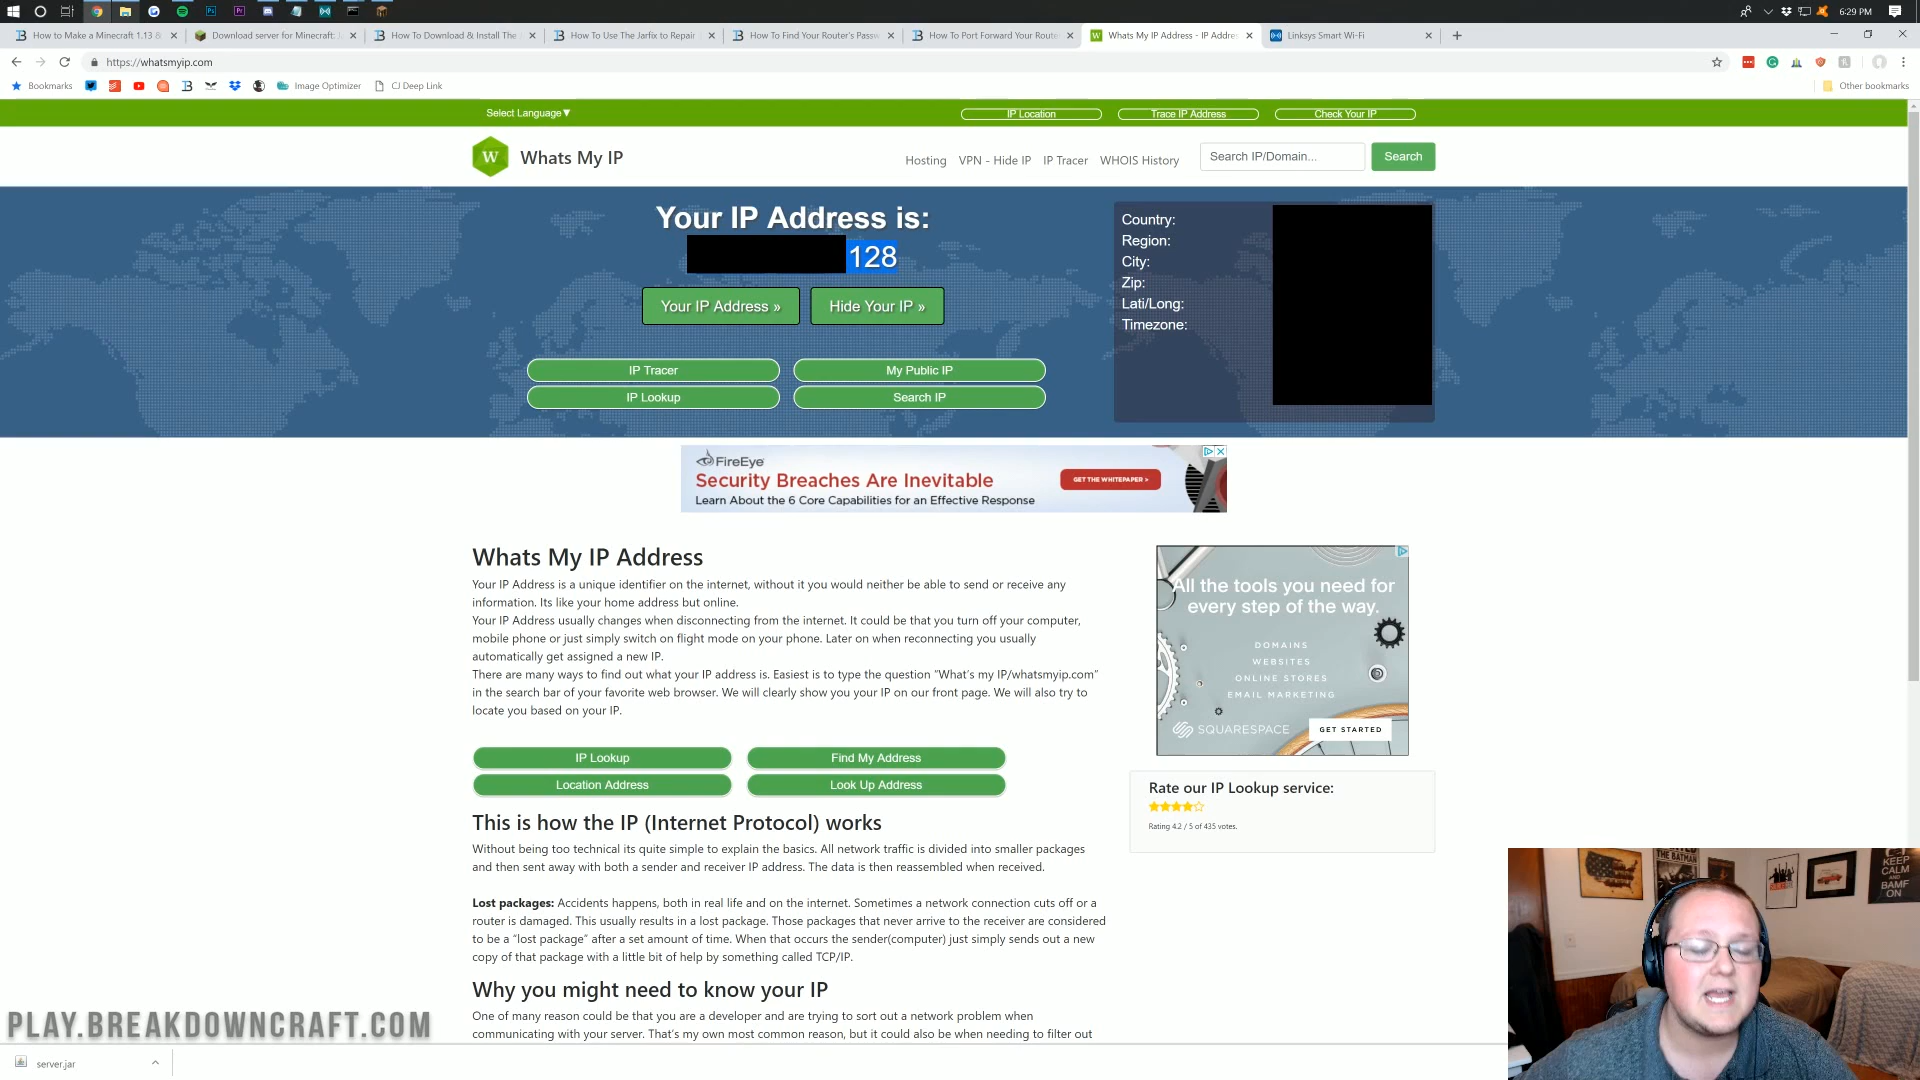 6:29 PM
How to Make a Minecraft 1.13 &
Download server for Minecraft: J
How To Download & Install The J
How To Use The Jarfix to Repair
How To Find Your Router's Passw
How To Port Forward Your Route
Whats My IP Address - IP Addre
Linksys Smart Wi-Fi
https://whatsmyip.com
Bookmarks
Image Optimizer
CJ Deep Link
Other bookmarks
Select Language▼
IP Location
Trace IP Address
Check Your IP
W
Whats My IP
Hosting
VPN - Hide IP
IP Tracer
WHOIS History
Search IP/Domain...
Search
Your IP Address is:
128
Your IP Address »
Hide Your IP »
IP Tracer
My Public IP
IP Lookup
Search IP
Country:
Region:
City:
Zip:
Lati/Long:
Timezone:
FireEye
Security Breaches Are Inevitable
Learn About the 6 Core Capabilities for an Effective Response
GET THE WHITEPAPER >
Whats My IP Address
Your IP Address is a unique identifier on the internet, without it you would neither be able to send or receive any
information. Its like your home address but online.
Your IP Address usually changes when disconnecting from the internet. It could be that you turn off your computer,
mobile phone or just simply switch on flight mode on your phone. Later on when reconnecting you usually
automatically get assigned a new IP.
There are many ways to find out what your IP address is. Easiest is to type the question "What's my IP/whatsmyip.com"
in the search bar of your favorite web browser. We will clearly show you your IP on our front page. We will also try to
locate you based on your IP.
IP Lookup
Find My Address
Location Address
Look Up Address
All the tools you need for
every step of the way.
DOMAINS
WEBSITES
ONLINE STORES
EMAIL MARKETING
SQUARESPACE
GET STARTED
Rate our IP Lookup service:
Rating 4.2 / 5 of 435 votes.
This is how the IP (Internet Protocol) works
Without being too technical its quite simple to explain the basics. All network traffic is divided into smaller packages
and then sent away with both a sender and receiver IP address. The data is then reassembled when received.
Lost packages: Accidents happens, both in real life and on the internet. Sometimes a network connection cuts off or a
router is damaged. This usually results in a lost package. Those packages that never arrive to the receiver are considered
to be a "lost package" after a set amount of time. When that occurs the sender(computer) just simply sends out a new
copy of that package with a little bit of help by something called TCP/IP.
Why you might need to know your IP
One of many reason could be that you are a developer and are trying to sort out a network problem when
communicating with your server. That's my own most common reason, but it could also be when needing to filter out
PLAY.BREAKDOWNCRAFT.COM
server.jar
THE BATMAN
KEEP
CALM
AND
BAMF
ON